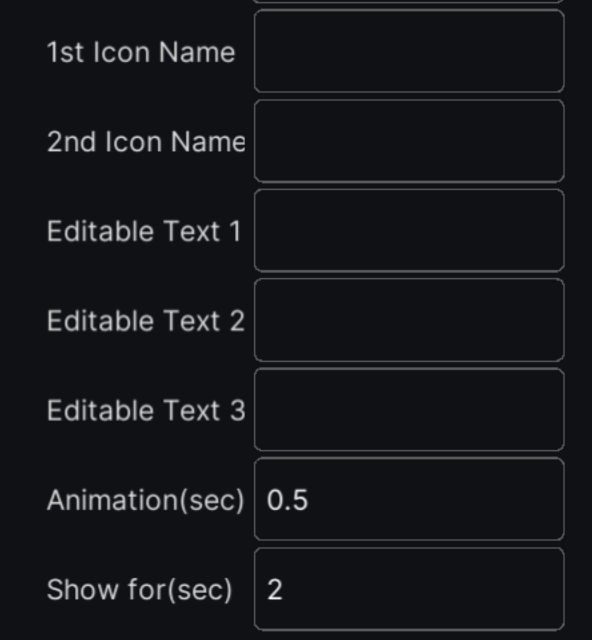 1st Icon Name
2nd Icon Name
Editable Text 1
Editable Text 2
Editable Text 3
Animation(sec) 0.5
Show for(sec) 2